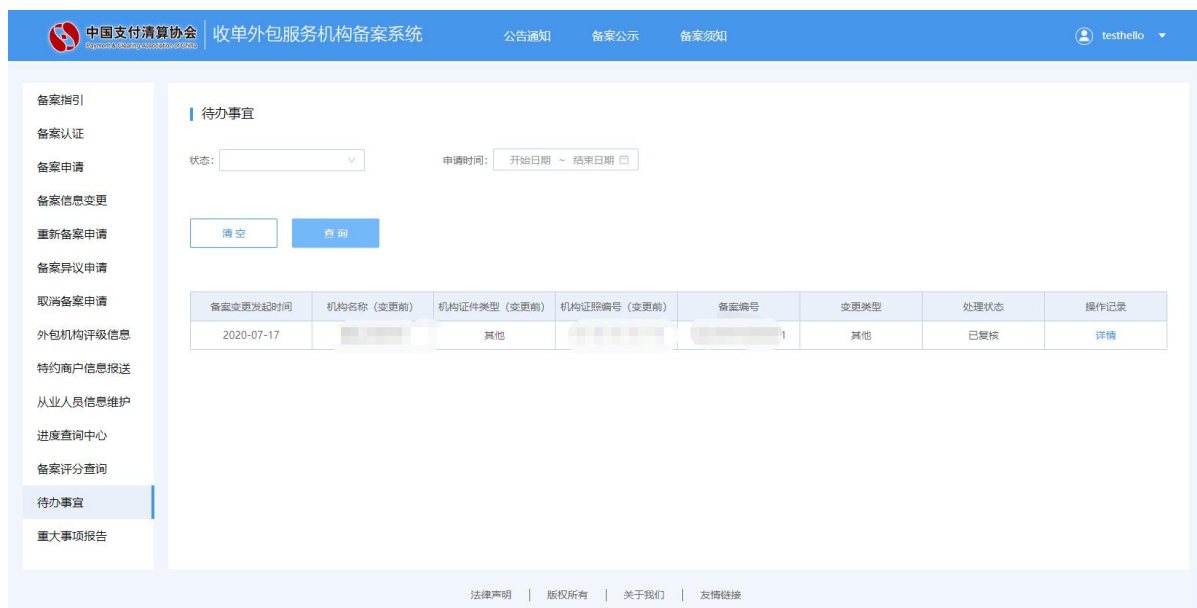 中国支付清算协会 收单外包服务机构备案系统 公告通知 备案公示 备案须知 testhello
Payment & Clearing Association of China
备案指引
备案认证
备案申请
备案信息变更
重新备案申请
备案异议申请
取消备案申请
外包机构评级信息
特约商户信息报送
从业人员信息维护
进度查询中心
备案评分查询
待办事宜
重大事项报告
待办事宜
状态: 申请时间: 开始日期 ~ 结束日期
清空 查询
备案变更发起时间 机构名称（变更前） 机构证件类型（变更前） 机构证照编号（变更前） 备案编号 变更类型 处理状态 操作记录
2020-07-17 其他 1 其他 已复核 详情
法律声明 | 版权所有 | 关于我们 | 友情链接